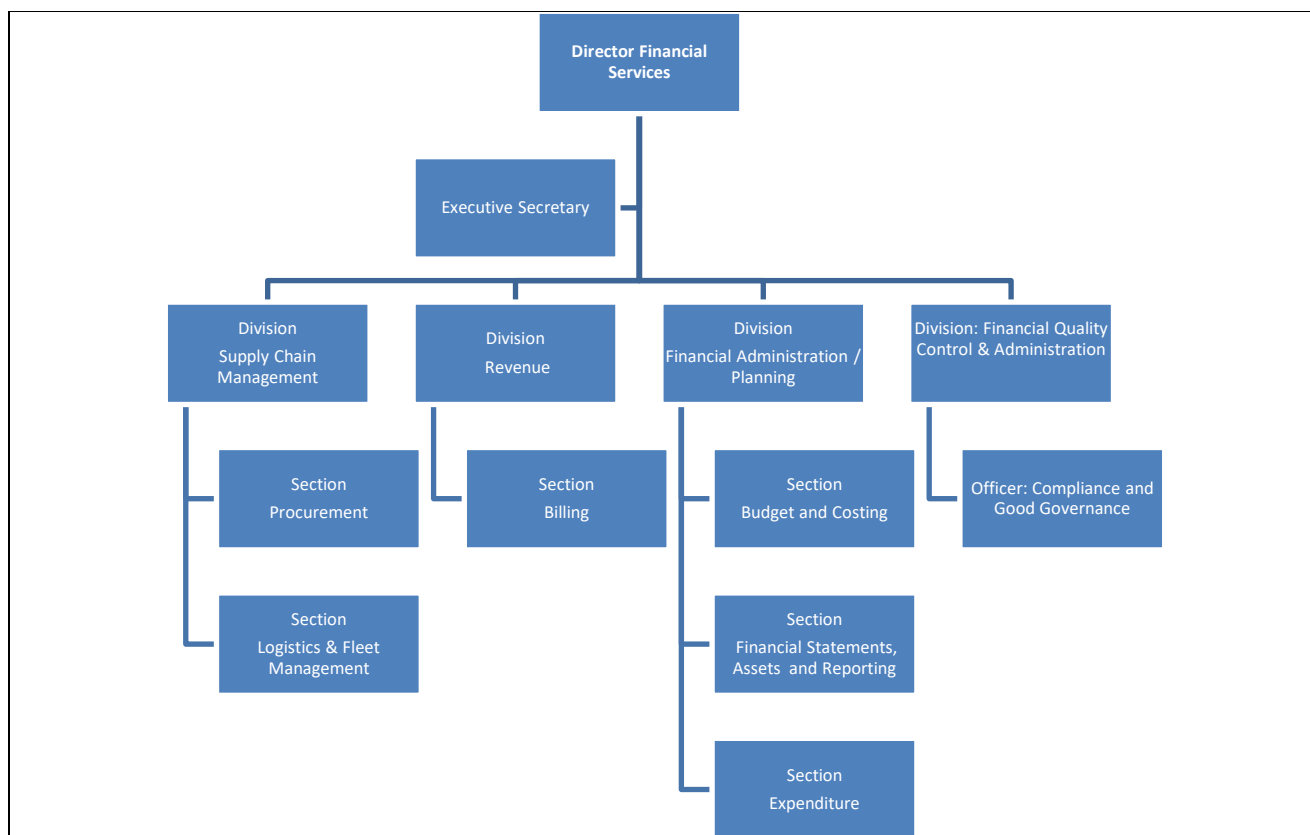 Director Financial
Services
Executive Secretary
Division
Supply Chain
Management
Division
Revenue
Division
Financial Administration /
Planning
Division: Financial Quality
Control & Administration
Section
Procurement
Section
Billing
Section
Budget and Costing
Officer: Compliance and
Good Governance
Section
Logistics & Fleet
Management
Section
Financial Statements,
Assets and Reporting
Section
Expenditure